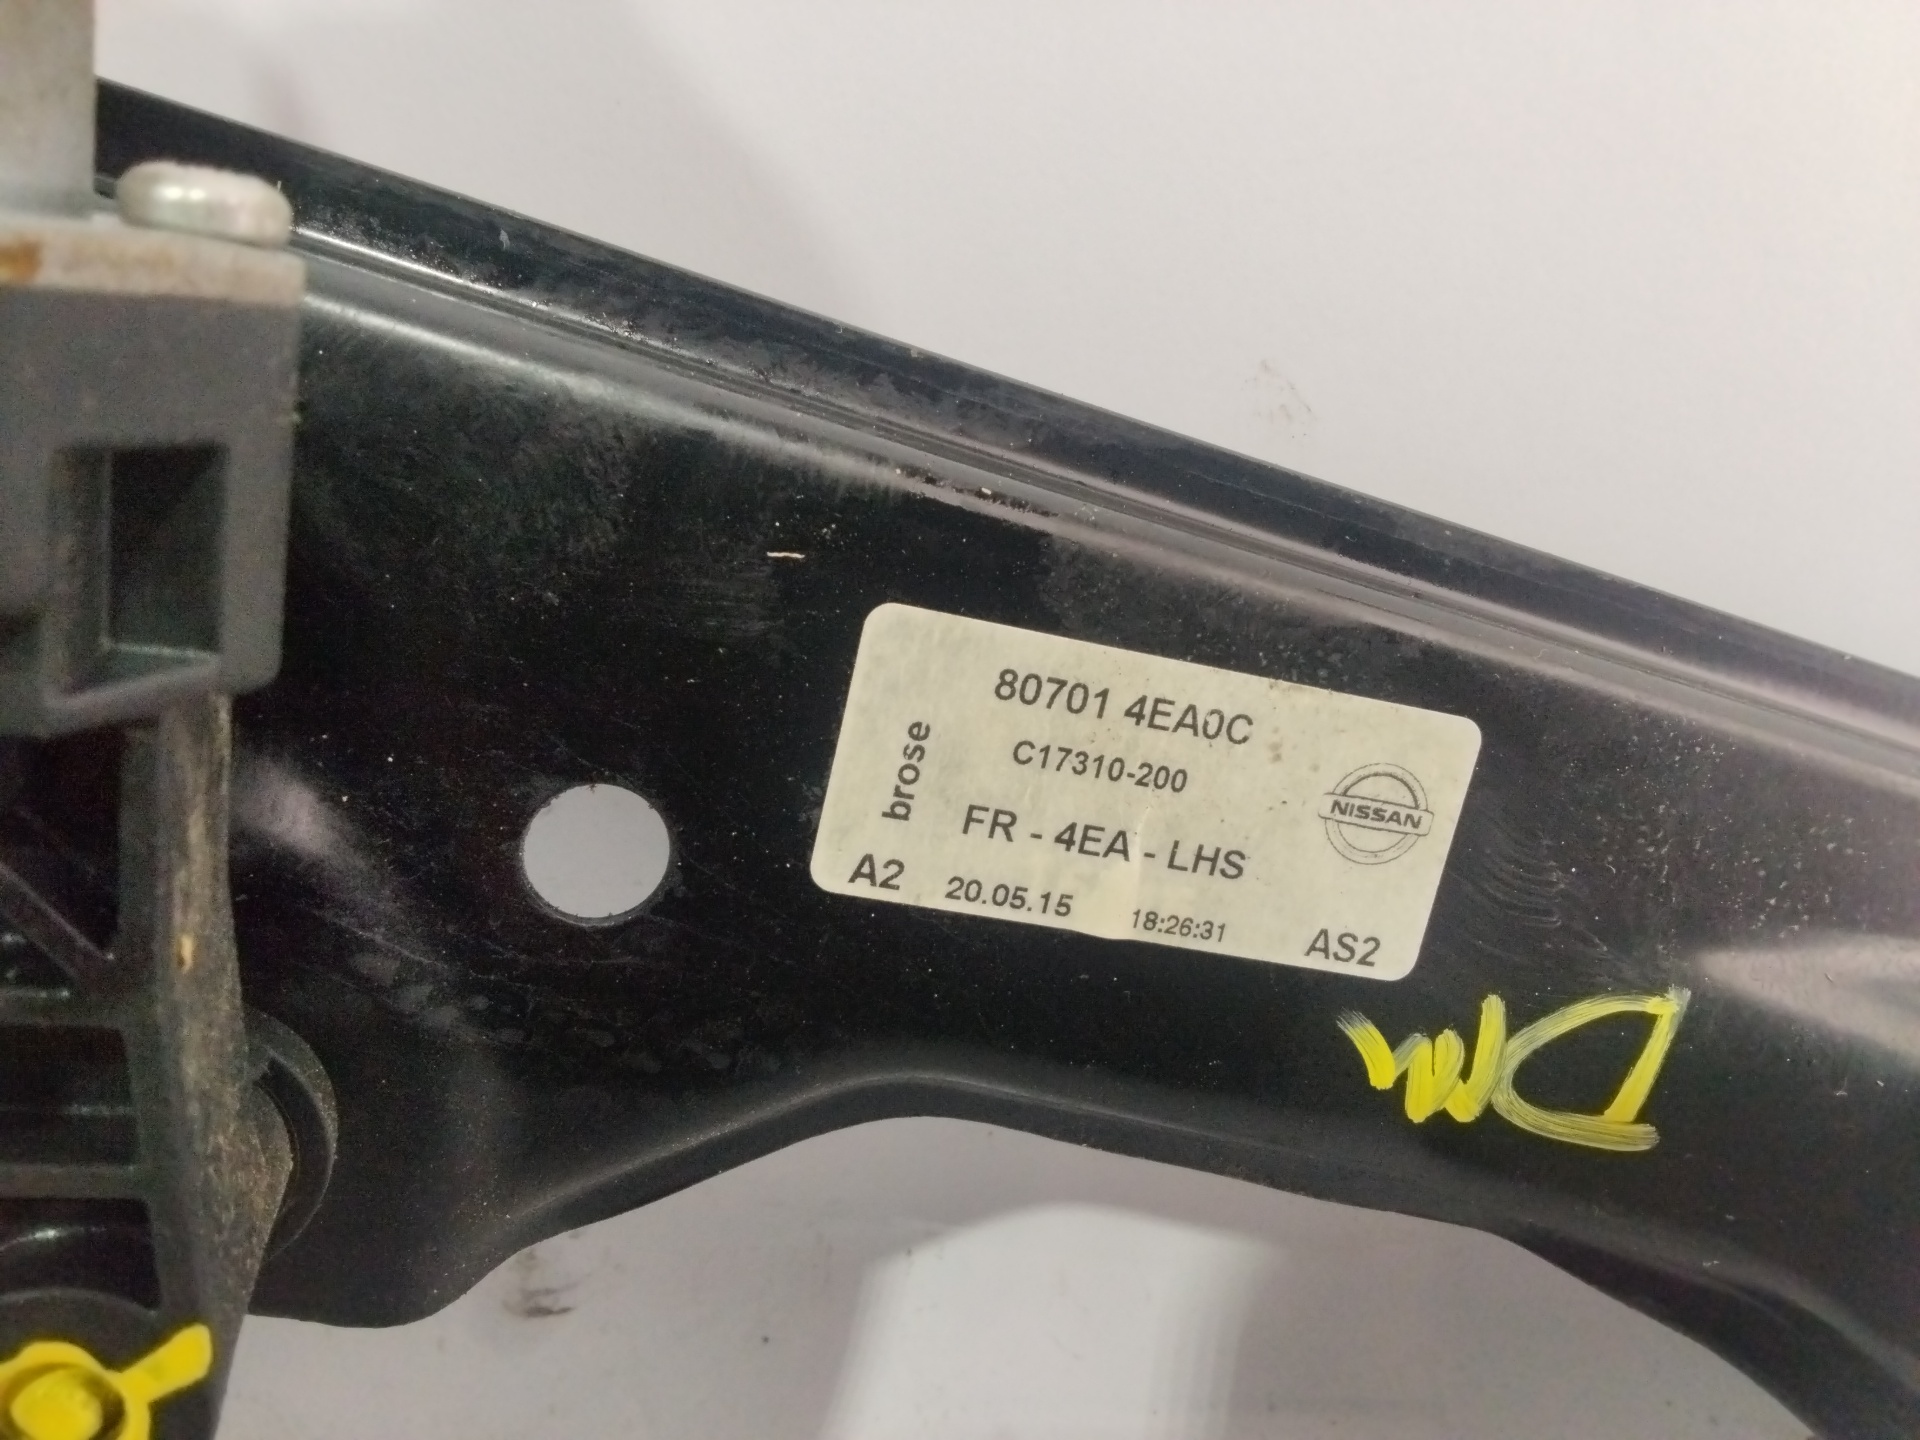 80701 4EA0C
C17310-200
brose
NISSAN
FR - 4EA - LHS
A2 20.05.15 18:26:31 AS2